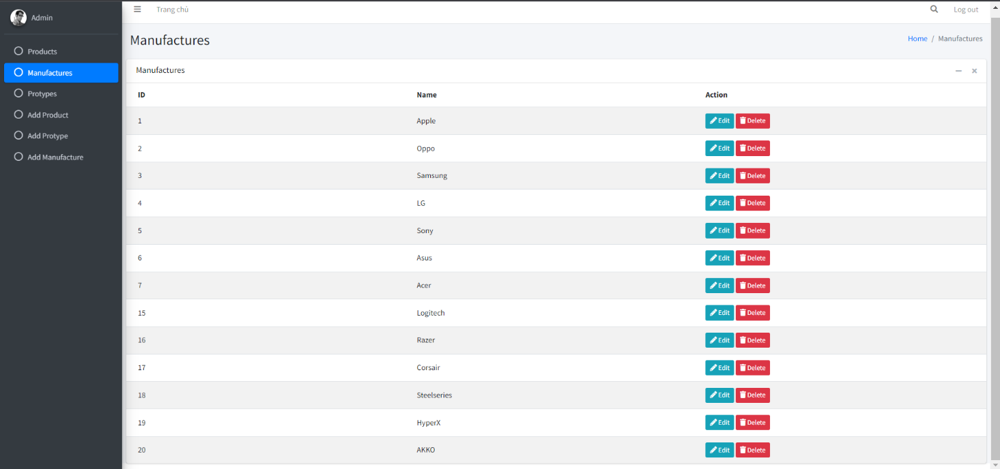 Admin
Products
Manufactures
Protypes
Add Product
Add Protype
Add Manufacture
Trang chủ Log out
Manufactures Home / Manufactures
Manufactures
ID Name Action
1 Apple Edit Delete
2 Oppo Edit Delete
3 Samsung Edit Delete
4 LG Edit Delete
5 Sony Edit Delete
6 Asus Edit Delete
7 Acer Edit Delete
15 Logitech Edit Delete
16 Razer Edit Delete
17 Corsair Edit Delete
18 Steelseries Edit Delete
19 HyperX Edit Delete
20 AKKO Edit Delete